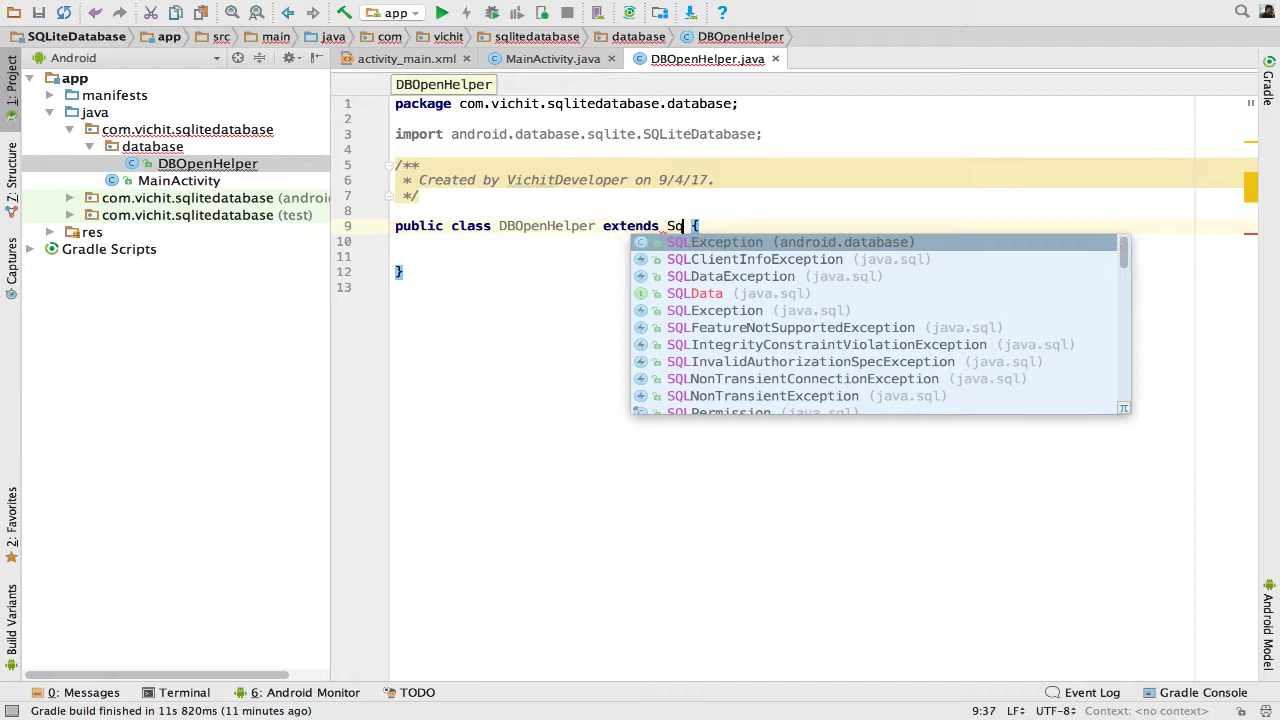 app
SQLiteDatabase app src main java com vichit sqlitedatabase database DBOpenHelper
Android
activity_main.xml MainActivity.java DBOpenHelper.java
1: Project
Z: Structure
Captures
2: Favorites
Build Variants
app
manifests
java
com.vichit.sqlitedatabase
database
DBOpenHelper
MainActivity
com.vichit.sqlitedatabase (androi
com.vichit.sqlitedatabase (test)
res
Gradle Scripts
DBOpenHelper
1 package com.vichit.sqlitedatabase.database;
2
3 import android.database.sqlite.SQLiteDatabase;
4
5 /**
6 * Created by VichitDeveloper on 9/4/17.
7 */
8
9 public class DBOpenHelper extends Sq {
10
11
12 }
13
SQLException (android.database)
SQLClientInfoException (java.sql)
SQLDataException (java.sql)
SQLData (java.sql)
SQLException (java.sql)
SQLFeatureNotSupportedException (java.sql)
SQLIntegrityConstraintViolationException (java.sql)
SQLInvalidAuthorizationSpecException (java.sql)
SQLNonTransientConnectionException (java.sql)
SQLNonTransientException (java.sql)
SQLPermission (java.sql)
π
Gradle
Android Model
0: Messages Terminal 6: Android Monitor TODO Event Log Gradle Console
Gradle build finished in 11s 820ms (11 minutes ago) 9:37 LF÷ UTF-8÷ Context: <no context>